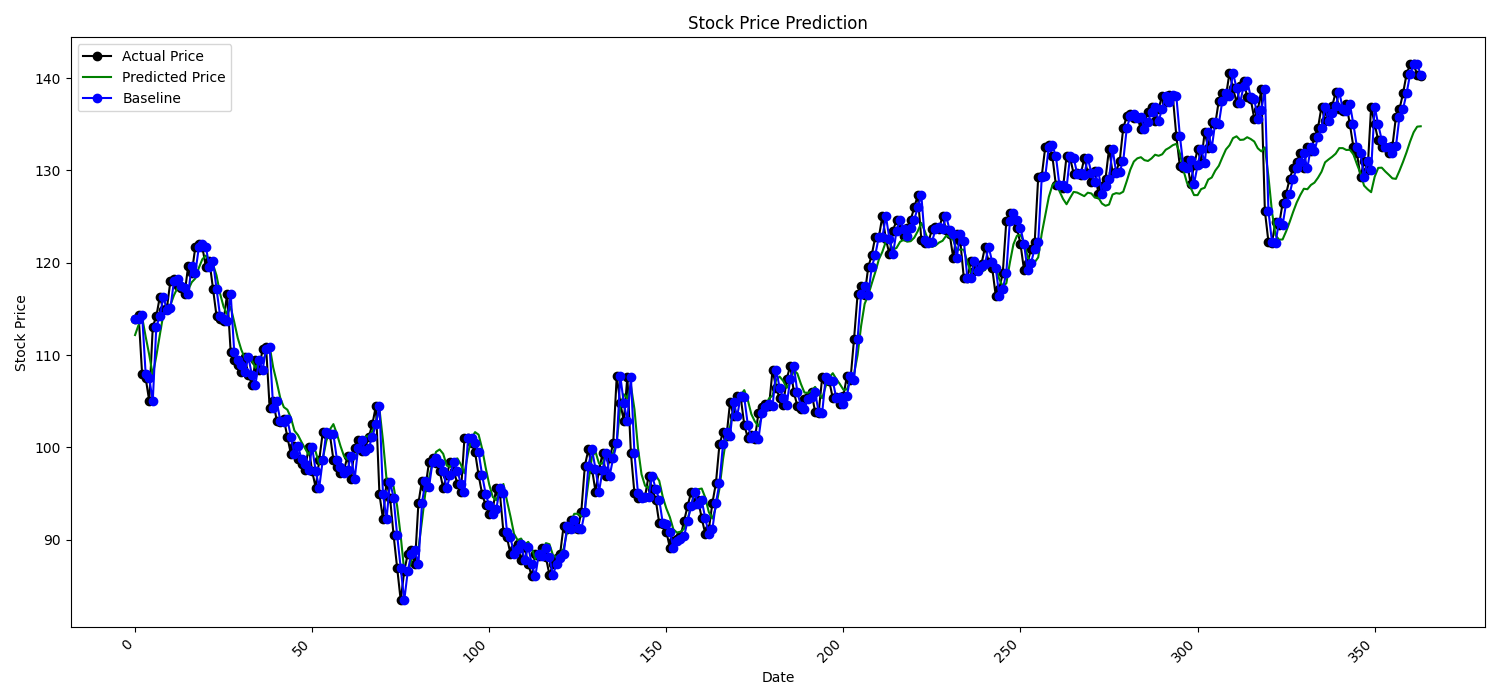 Stock Price Prediction
Actual Price
Predicted Price
Baseline
Stock Price
140
130
120
110
100
90
0
50
100
150
200
250
300
350
Date